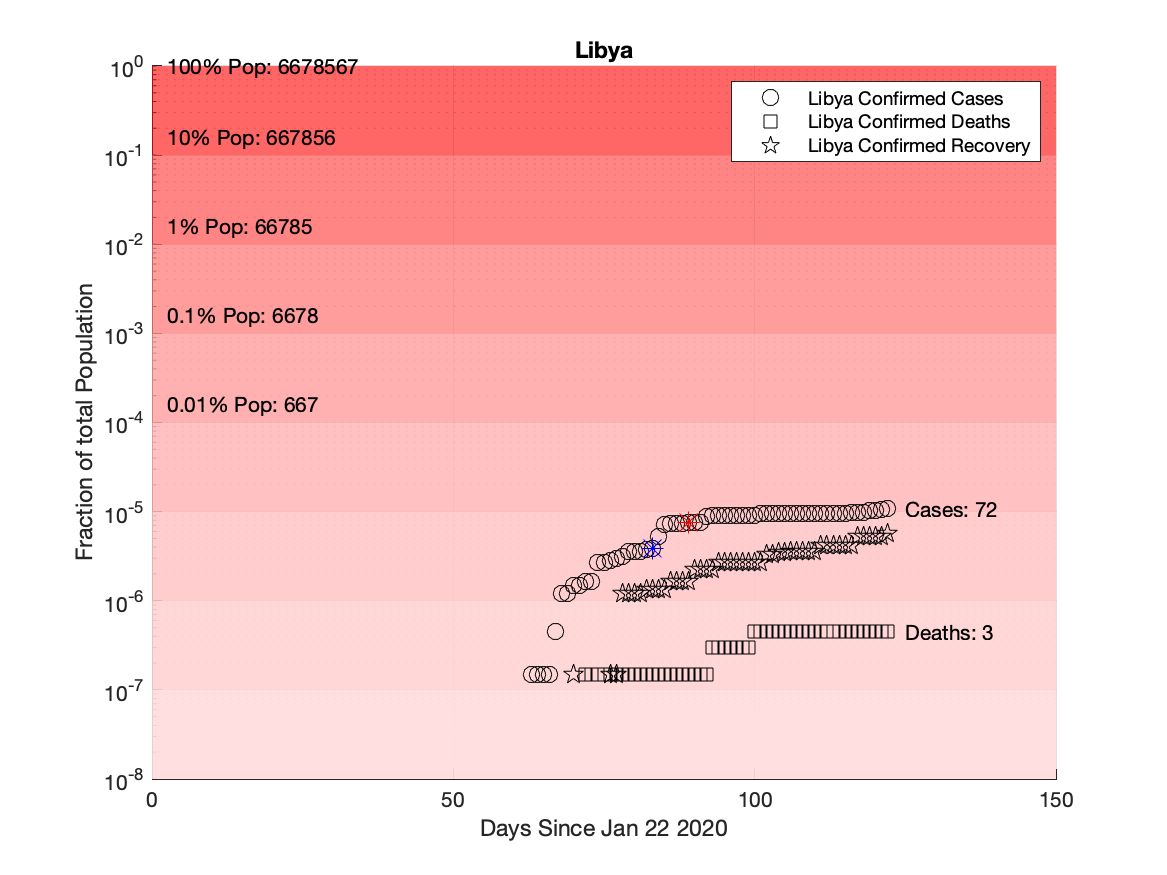 Libya
10^0
100% Pop: 6678567
Libya Confirmed Cases
Libya Confirmed Deaths
Libya Confirmed Recovery
10% Pop: 667856
10^-1
1% Pop: 66785
10^-2
0.1% Pop: 6678
10^-3
0.01% Pop: 667
10^-4
Fraction of total Population
10^-5
Cases: 72
10^-6
Deaths: 3
10^-7
10^-8
0 50 100 150
Days Since Jan 22 2020